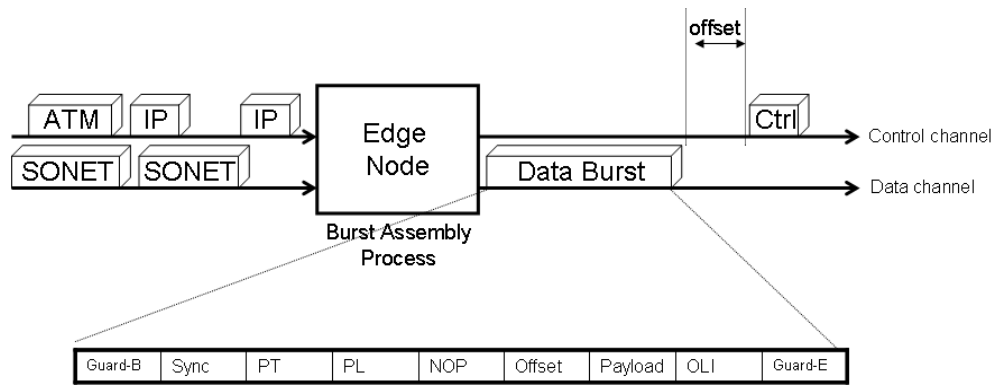 offset
ATM IP IP
Edge Node
Ctrl
Control channel
SONET SONET
Data Burst
Data channel
Burst Assembly
Process
Guard-B Sync PT PL NOP Offset Payload OLI Guard-E